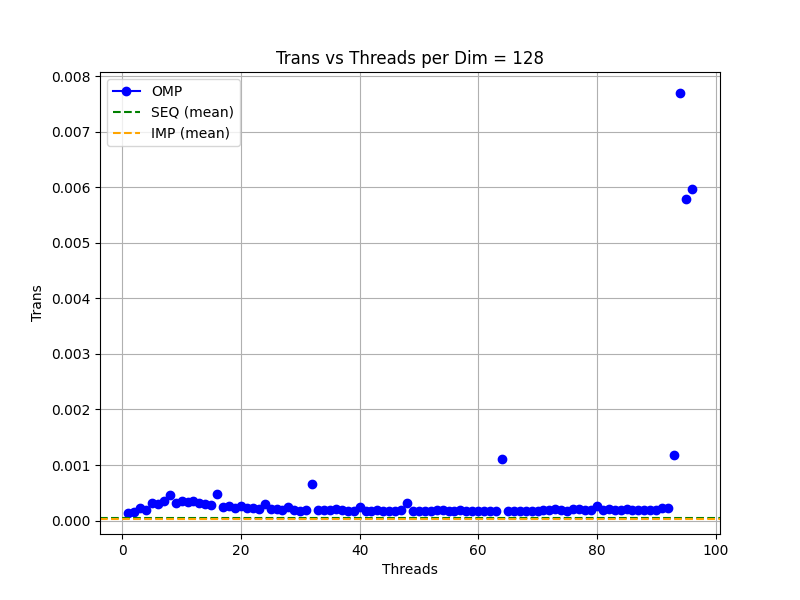 Trans vs Threads per Dim = 128
OMP
SEQ (mean)
IMP (mean)
0.008
0.007
0.006
0.005
0.004
0.003
0.002
0.001
0.000
Trans
0 20 40 60 80 100
Threads